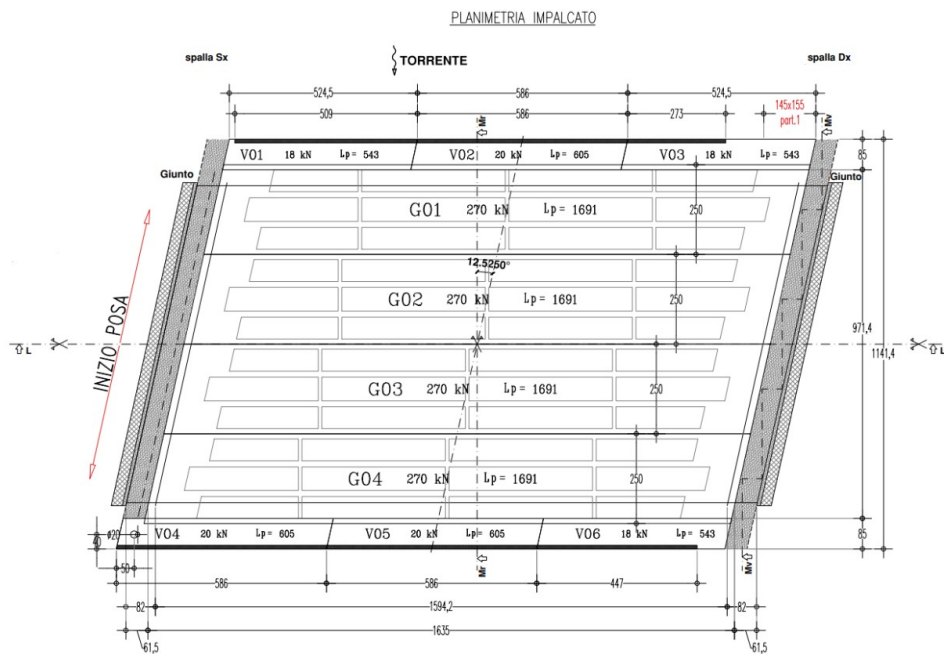 PLANIMETRIA IMPALCATO
spalla Sx
TORRENTE
spalla Dx
524,5 586 524,5
509 586 273
145x155
part.1
Mr
Mv
V01 18 kN Lp= 543
V02 20 kN Lp= 605
V03 18 kN Lp= 543
85
Giunto
Giunto
G01 270 kN Lp= 1691
250
12.5250°
G02 270 kN Lp= 1691
250
INIZIO POSA
L
L
971,4
1141,4
G03 270 kN Lp= 1691
250
G04 270 kN Lp= 1691
250
V04 20 kN Lp= 605
V05 20 kN Lp= 605
V06 18 kN Lp= 543
85
ø20
40
50
Mr
Mv
586 586 447
82 1594,2 82
1635
61,5 61,5